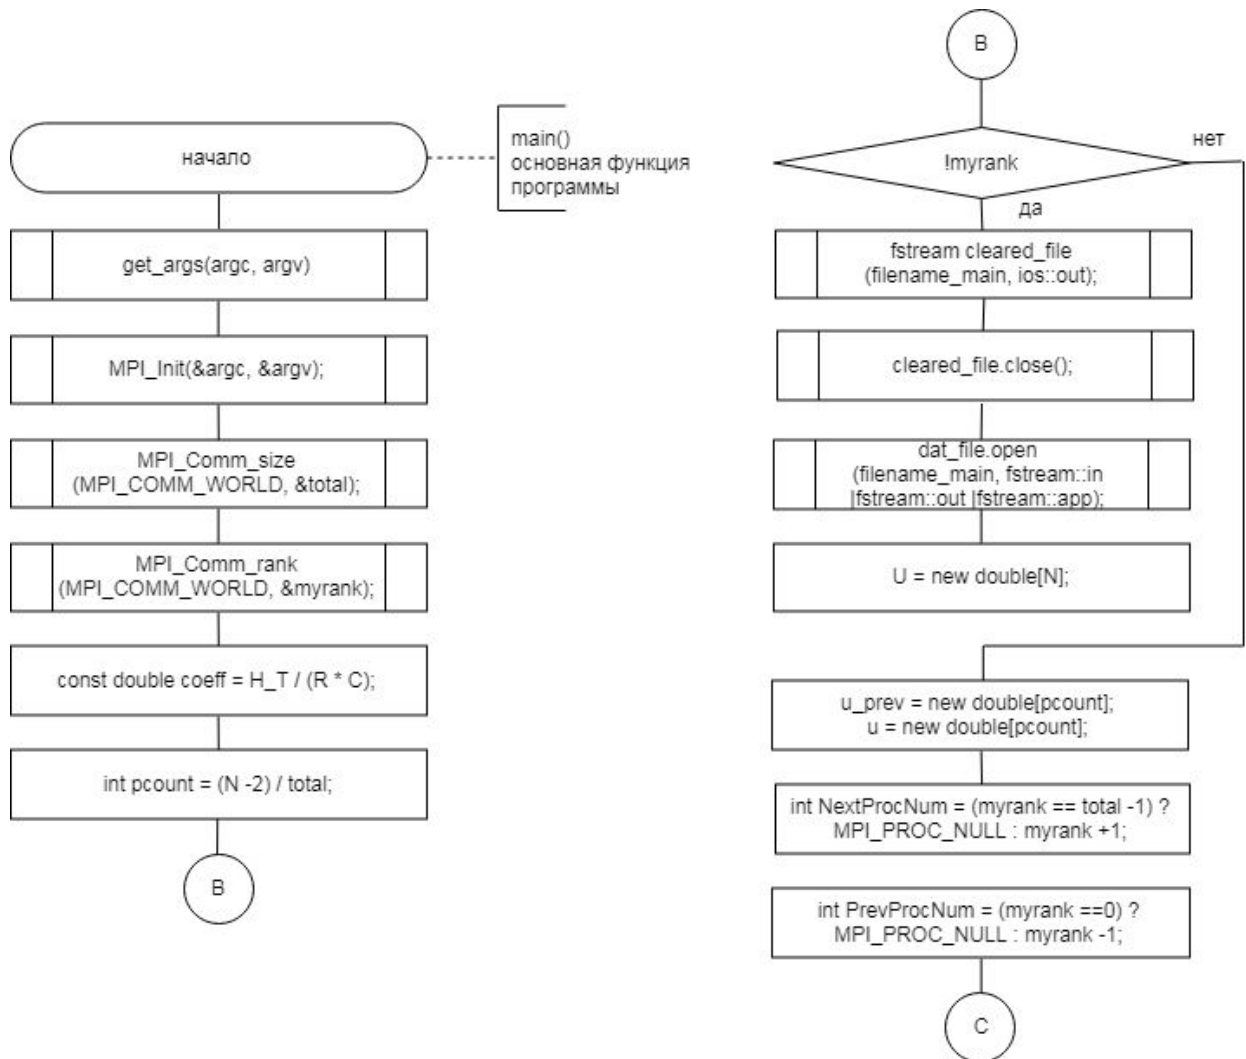 начало
main()
основная функция
программы
get_args(argc, argv)
MPI_Init(&argc, &argv);
MPI_Comm_size
(MPI_COMM_WORLD, &total);
MPI_Comm_rank
(MPI_COMM_WORLD, &myrank);
const double coeff = H_T / (R * C);
int pcount = (N -2) / total;
B
B
!myrank
нет
да
fstream cleared_file
(filename_main, ios::out);
cleared_file.close();
dat_file.open
(filename_main, fstream::in
|fstream::out |fstream::app);
U = new double[N];
u_prev = new double[pcount];
u = new double[pcount];
int NextProcNum = (myrank == total -1) ?
MPI_PROC_NULL : myrank +1;
int PrevProcNum = (myrank ==0) ?
MPI_PROC_NULL : myrank -1;
C